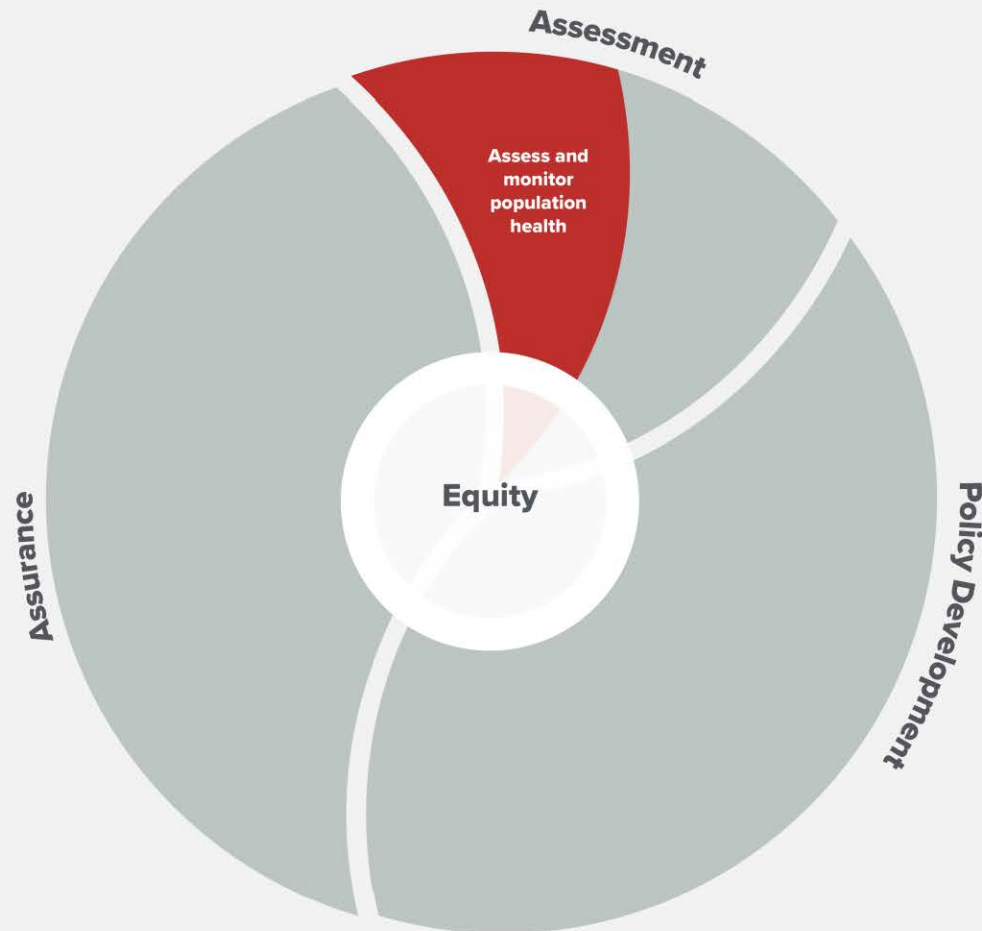 Assessment
Assess and
monitor
population
health
Equity
Assurance
Policy Development